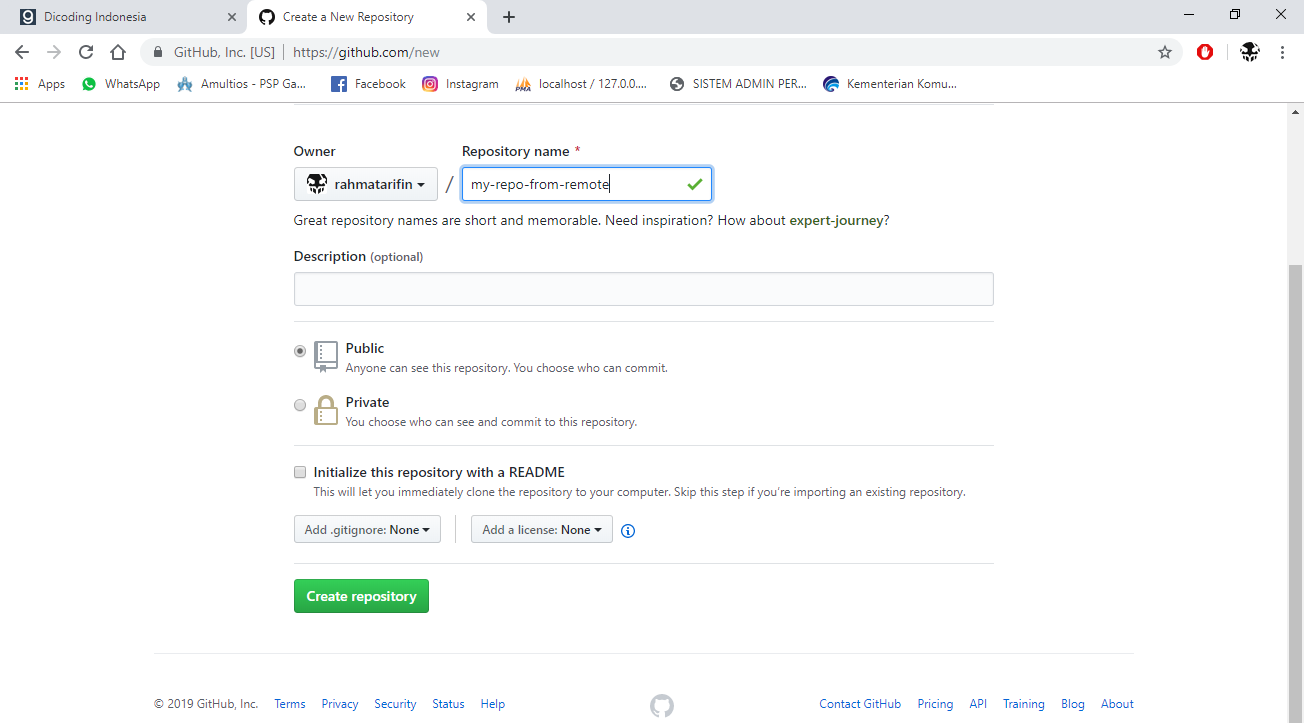 Dicoding Indonesia
Create a New Repository
GitHub, Inc. [US] | https://github.com/new
Apps WhatsApp Amultios - PSP Ga... Facebook Instagram localhost / 127.0.0.... SISTEM ADMIN PER... Kementerian Komu...
Owner Repository name *
rahmatarifin / my-repo-from-remote
Great repository names are short and memorable. Need inspiration? How about expert-journey?
Description (optional)
Public
Anyone can see this repository. You choose who can commit.
Private
You choose who can see and commit to this repository.
Initialize this repository with a README
This will let you immediately clone the repository to your computer. Skip this step if you're importing an existing repository.
Add .gitignore: None Add a license: None
Create repository
© 2019 GitHub, Inc. Terms Privacy Security Status Help Contact GitHub Pricing API Training Blog About